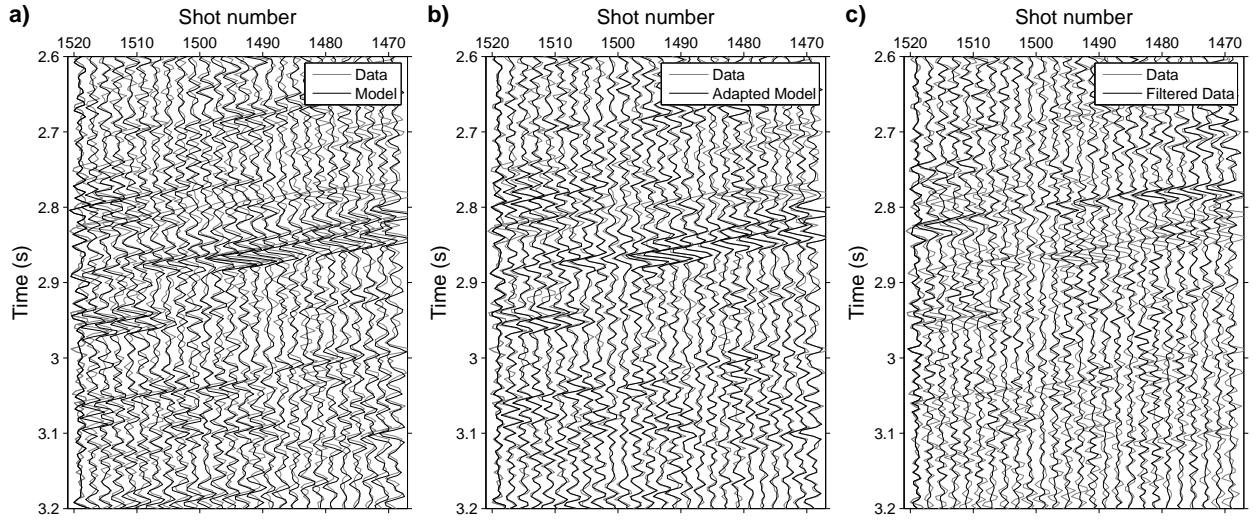 a)
Shot number
1520 1510 1500 1490 1480 1470
2.6
2.7
2.8
2.9
3
3.1
3.2
Time (s)
Data
Model
b)
Shot number
1520 1510 1500 1490 1480 1470
2.6
2.7
2.8
2.9
3
3.1
3.2
Time (s)
Data
Adapted Model
c)
Shot number
1520 1510 1500 1490 1480 1470
2.6
2.7
2.8
2.9
3
3.1
3.2
Time (s)
Data
Filtered Data